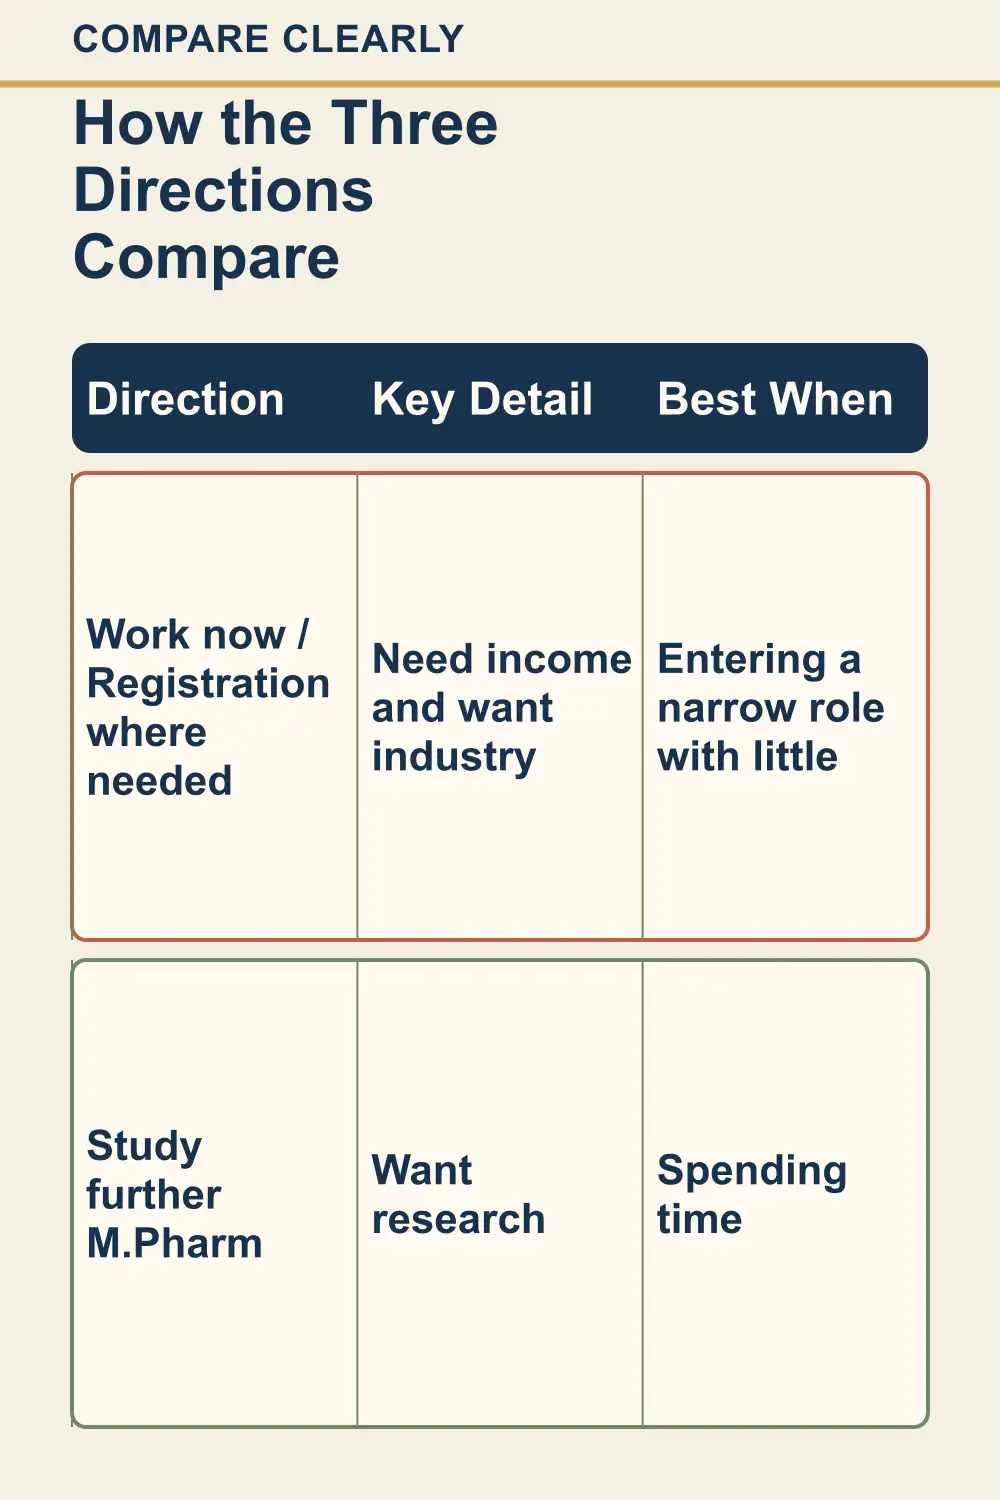 COMPARE CLEARLY
How the Three
Directions
Compare
Direction
Key Detail
Best When
Work now /
Registration
where
needed
Need income
and want
industry
Entering a
narrow role
with little
Study
further
M.Pharm
Want
research
Spending
time